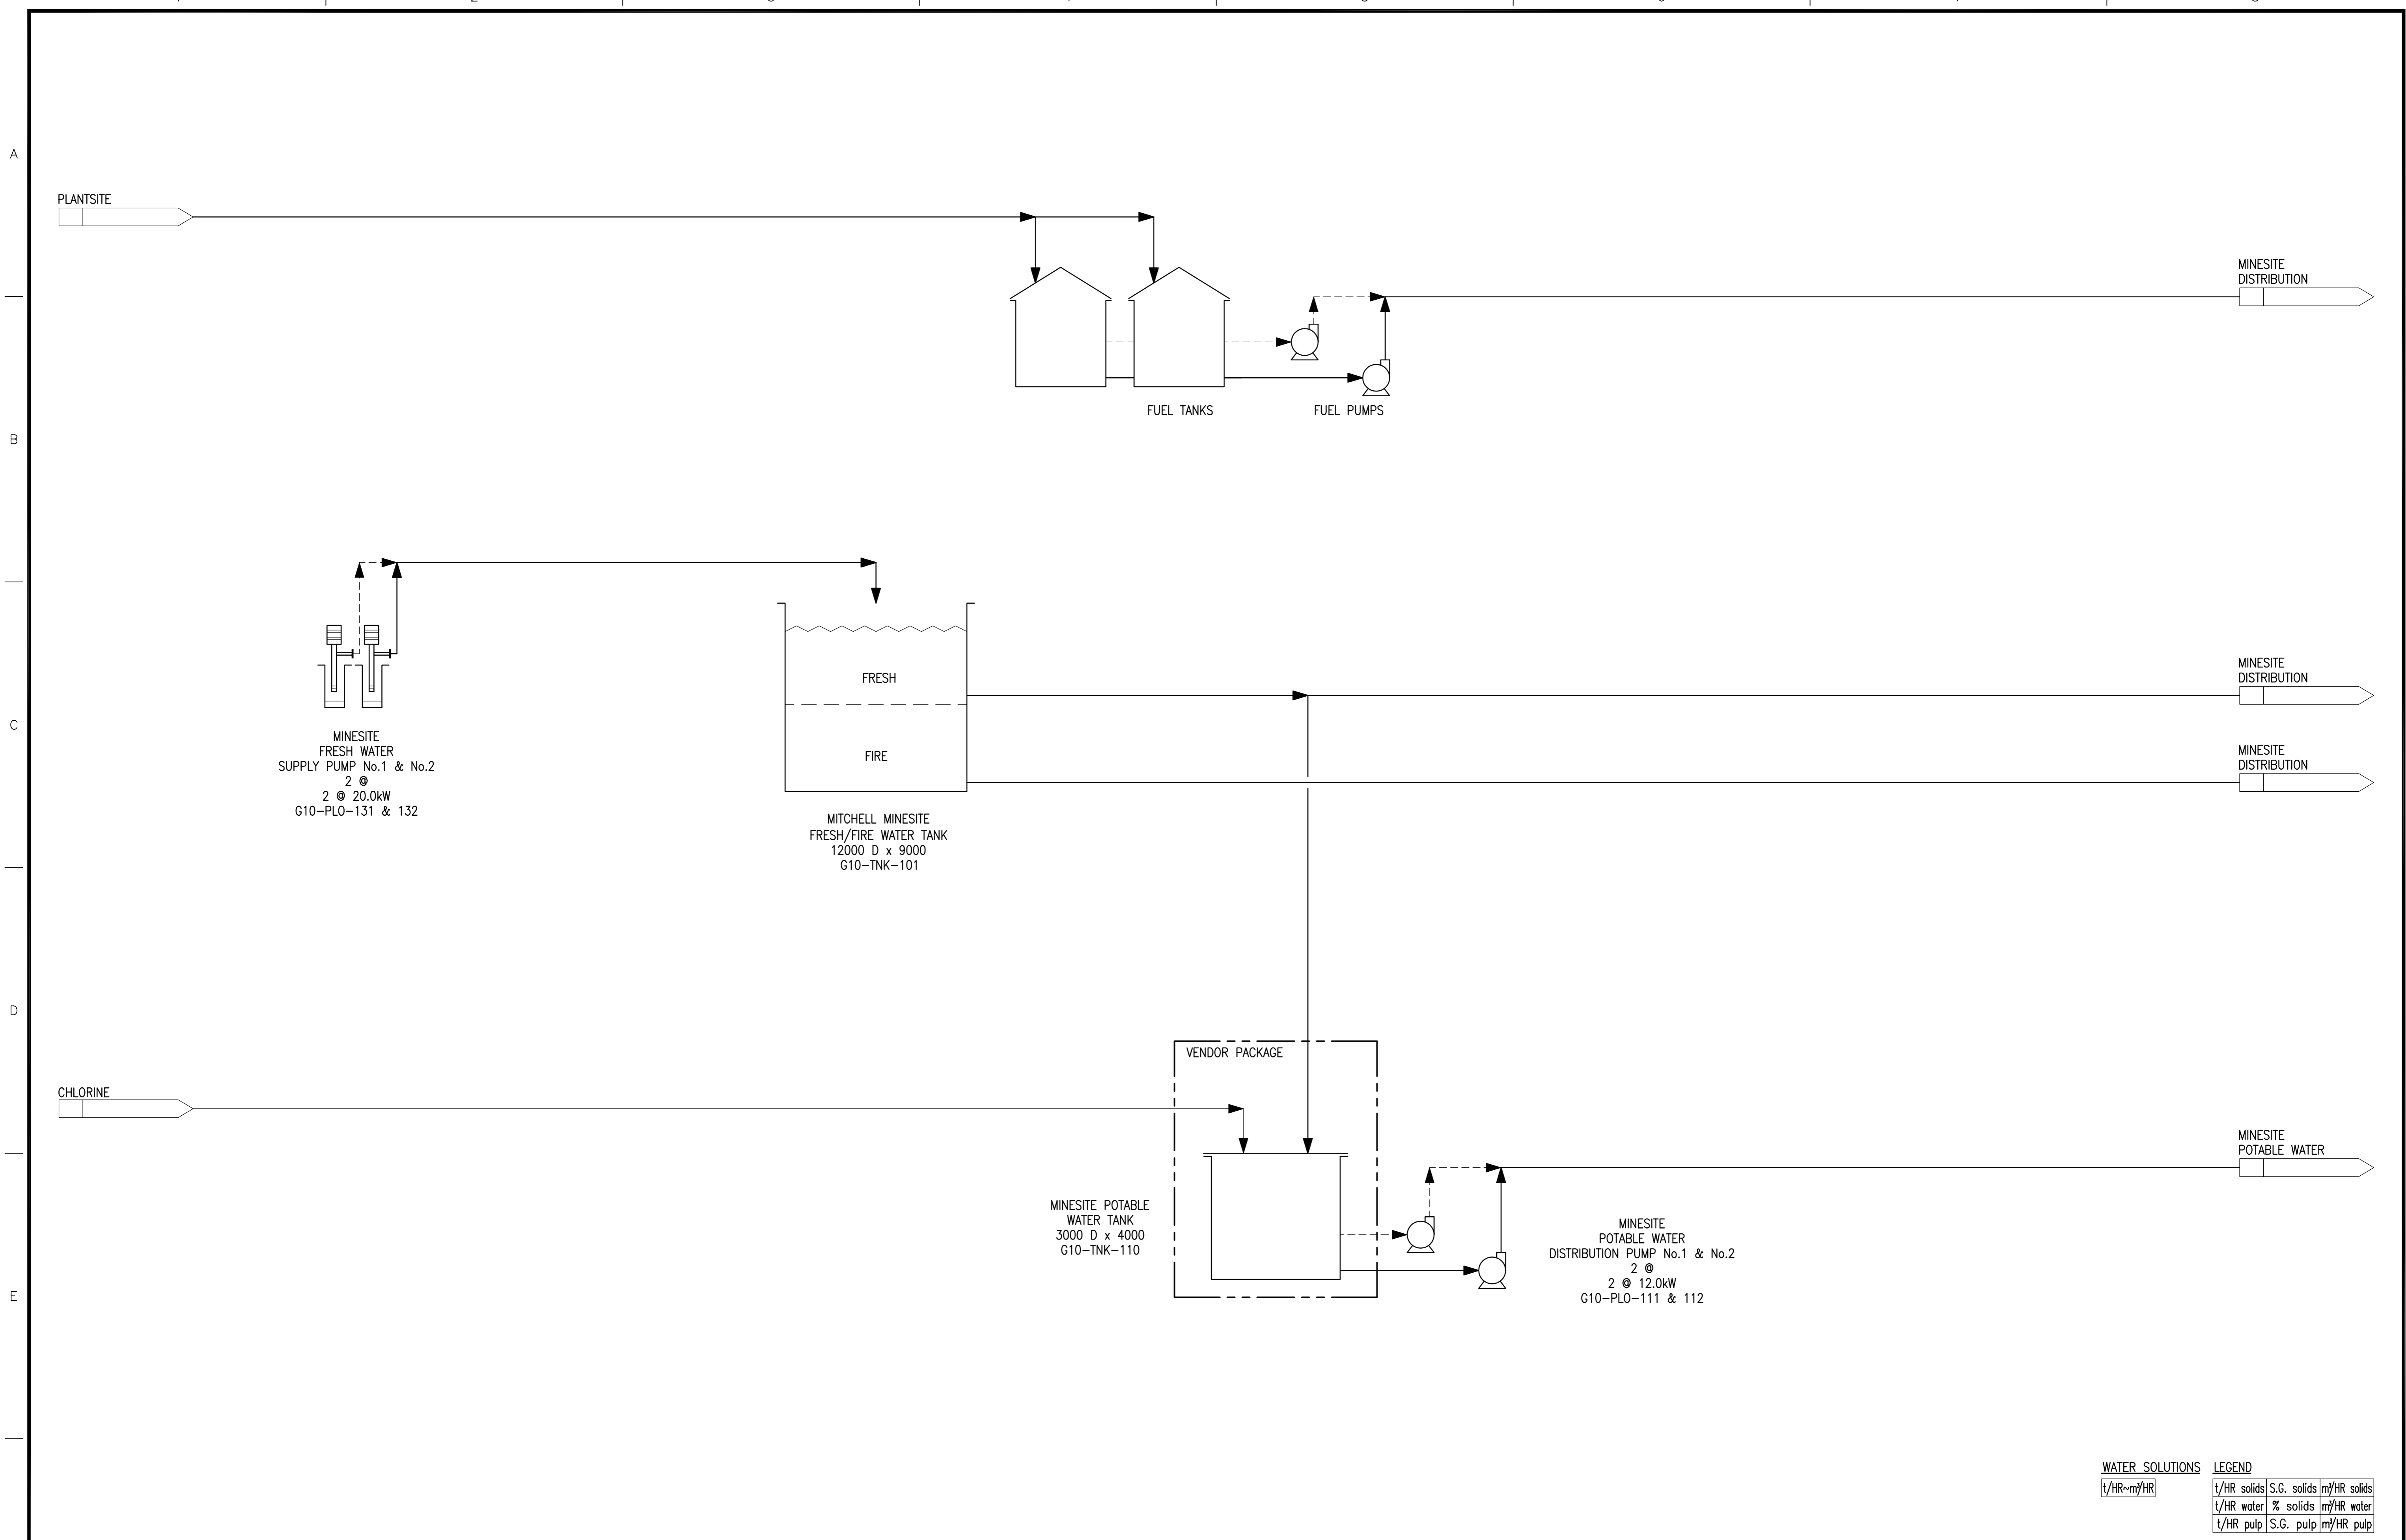 A
PLANTSITE
MINESITE
DISTRIBUTION
FUEL TANKS
FUEL PUMPS
B
MINESITE
FRESH WATER
SUPPLY PUMP No.1 & No.2
2 @
2 @ 20.0kW
G10-PLO-131 & 132
FRESH
FIRE
MITCHELL MINESITE
FRESH/FIRE WATER TANK
12000 D x 9000
G10-TNK-101
MINESITE
DISTRIBUTION
C
MINESITE
DISTRIBUTION
D
VENDOR PACKAGE
CHLORINE
MINESITE
POTABLE WATER
MINESITE POTABLE
WATER TANK
3000 D x 4000
G10-TNK-110
MINESITE
POTABLE WATER
DISTRIBUTION PUMP No.1 & No.2
2 @
2 @ 12.0kW
G10-PLO-111 & 112
E
WATER SOLUTIONS
t/HR~m³/HR
LEGEND
t/HR solids S.G. solids m³/HR solids
t/HR water % solids m³/HR water
t/HR pulp S.G. pulp m³/HR pulp